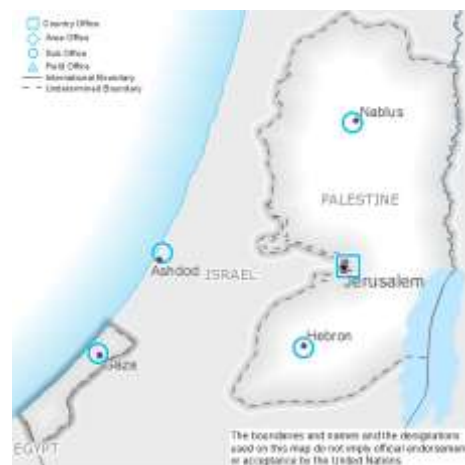 Country Office
Area Office
Sub Office
Field Office
International Boundary
Undetermined Boundary
Nablus
PALESTINE
Ashdod
ISRAEL
Jerusalem
Hebron
Gaza
EGYPT
The boundaries and names and the designations
used on this map do not imply official endorsement
or acceptance by the United Nations.